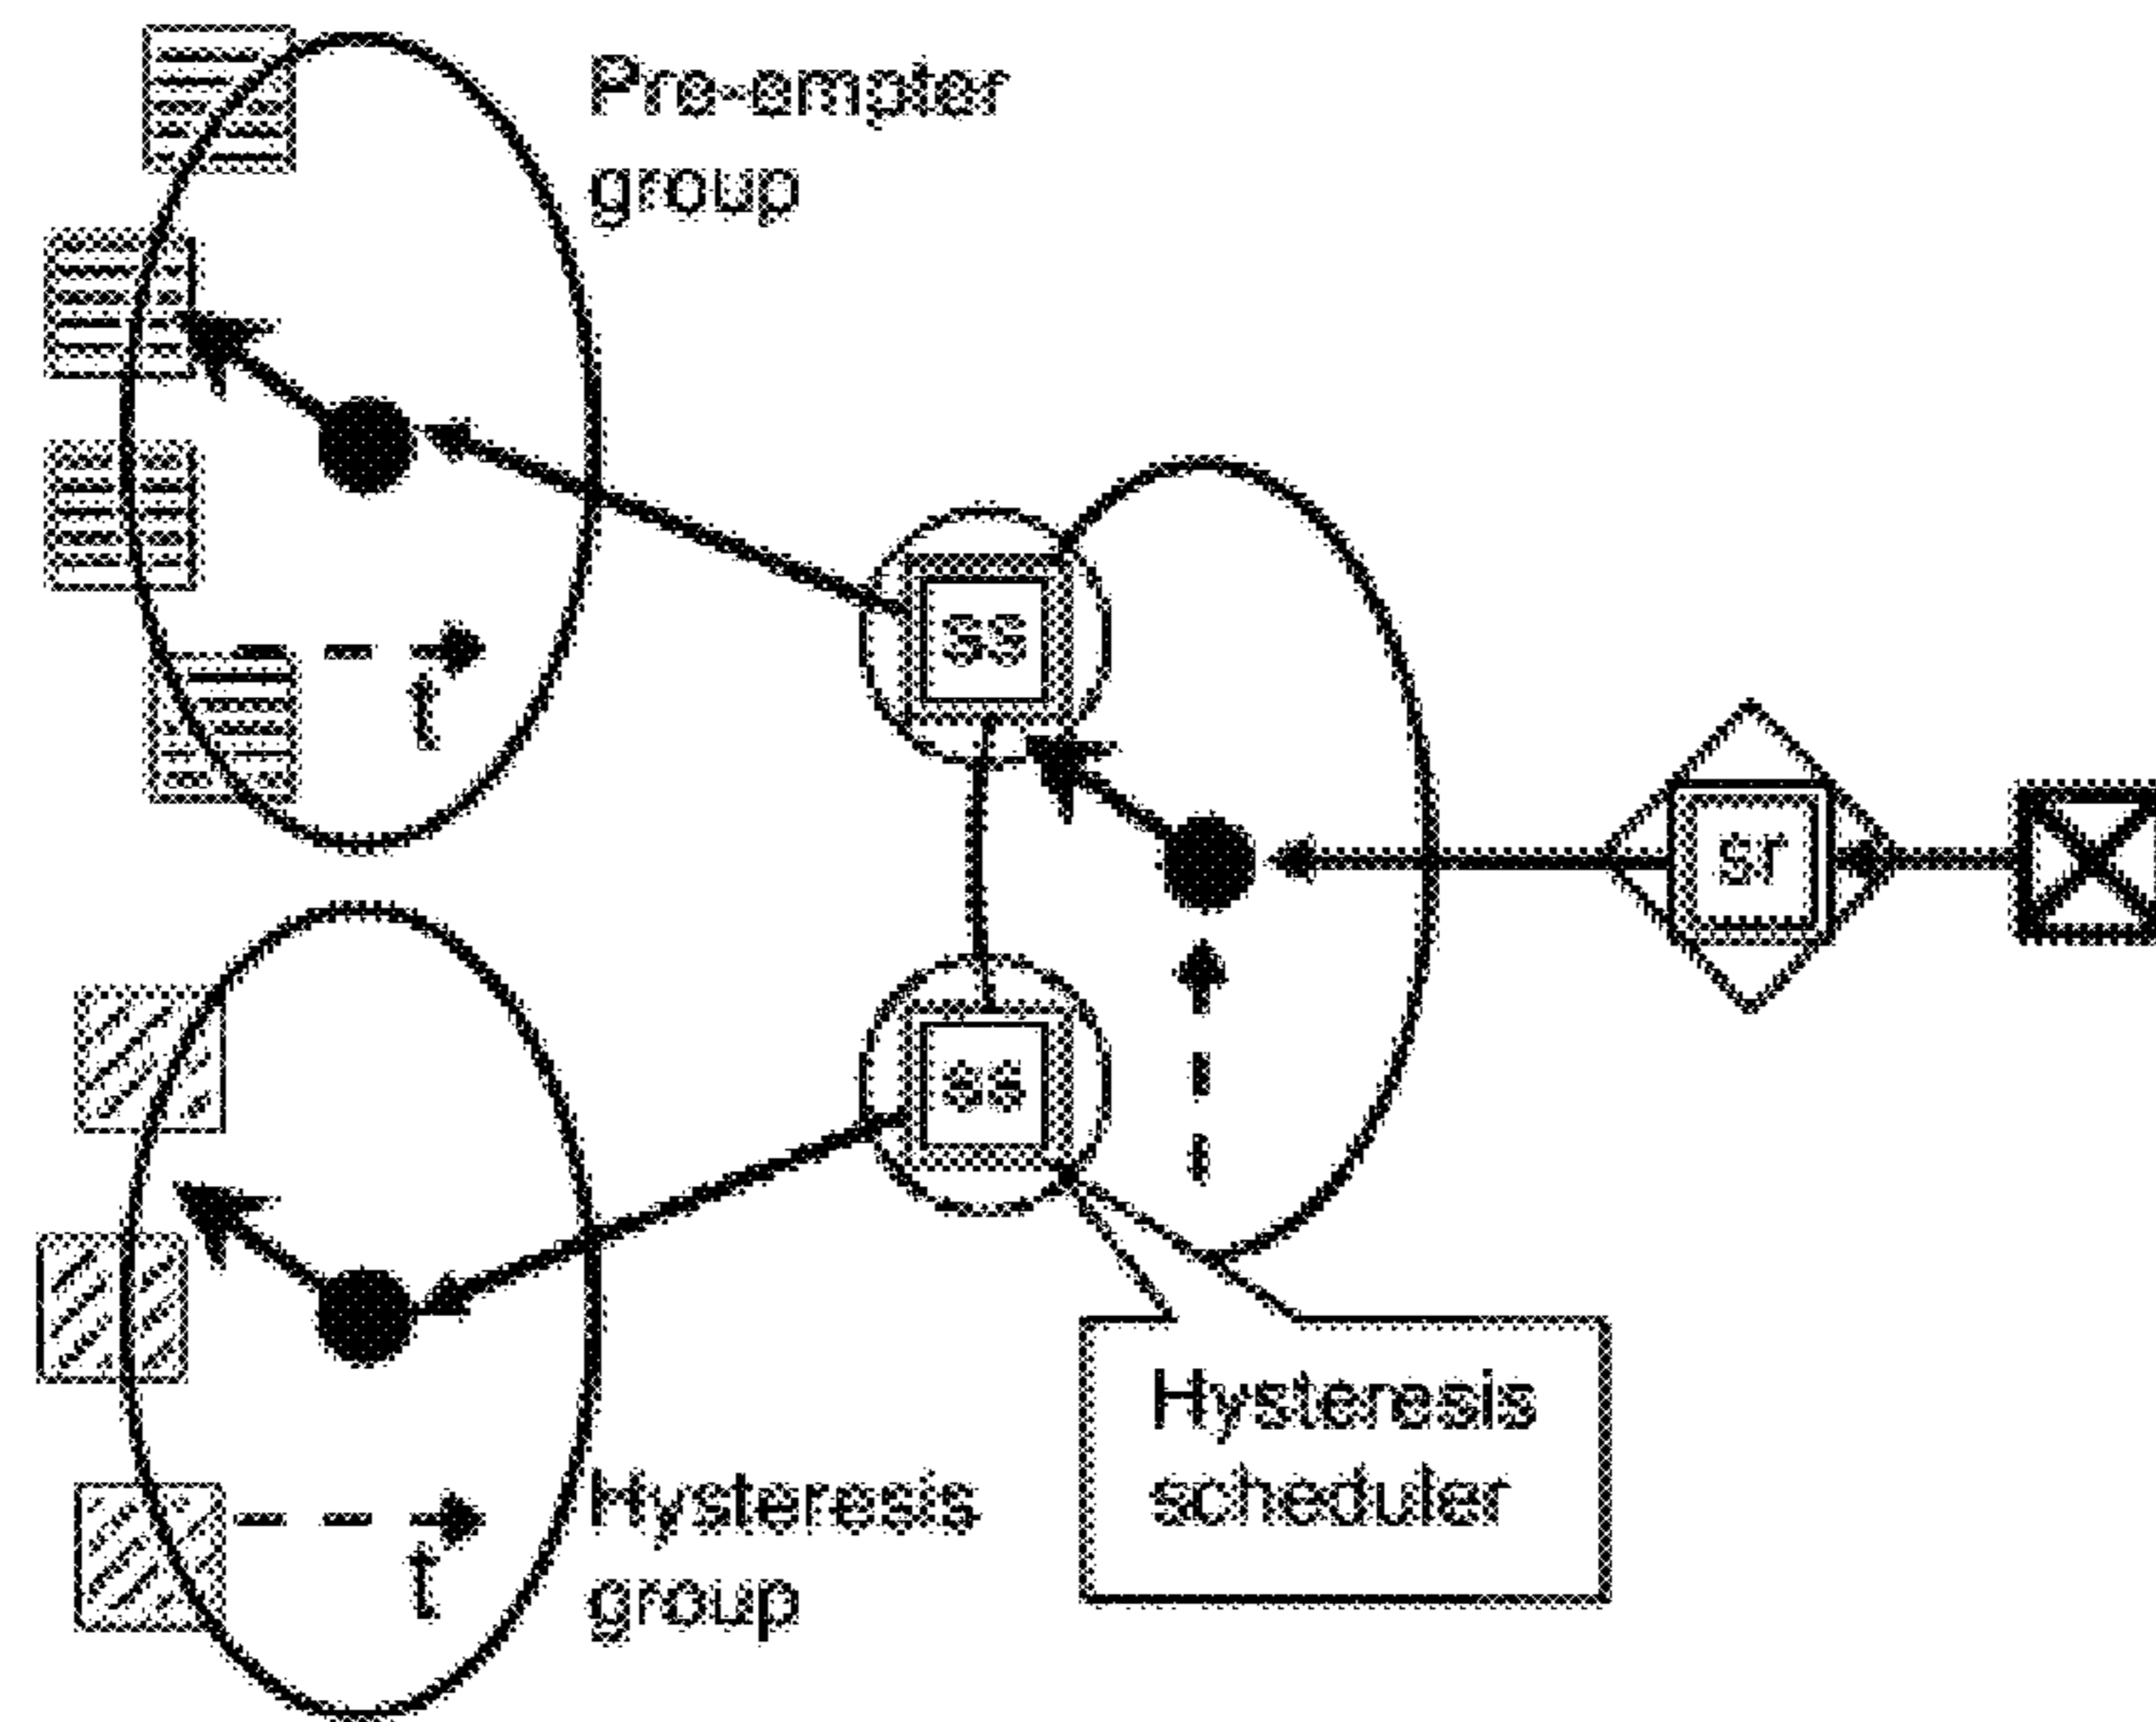 Pre-empter
group
ss
t
sr
ss
Hysteresis
scheduler
Hysteresis
group
t